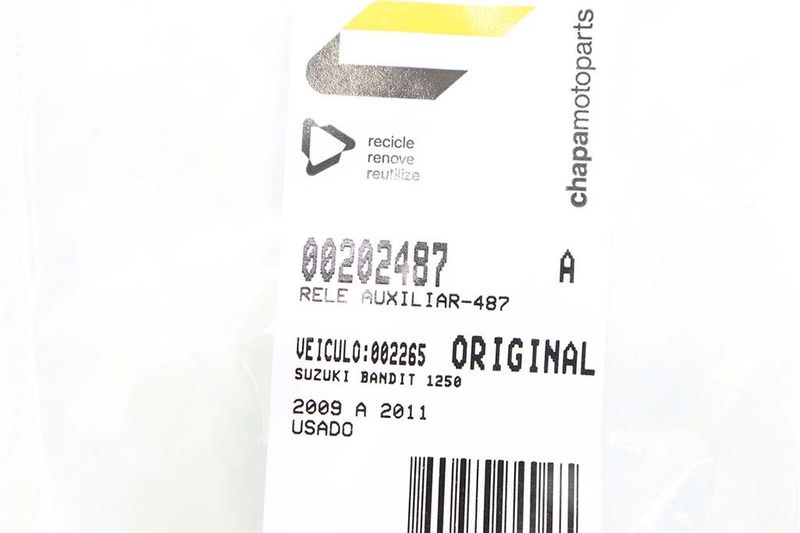 chapamotoparts
recicle
renove
reutilize
00202487 A
RELE AUXILIAR-487
VEICULO:002265 ORIGINAL
SUZUKI BANDIT 1250
2009 A 2011
USADO